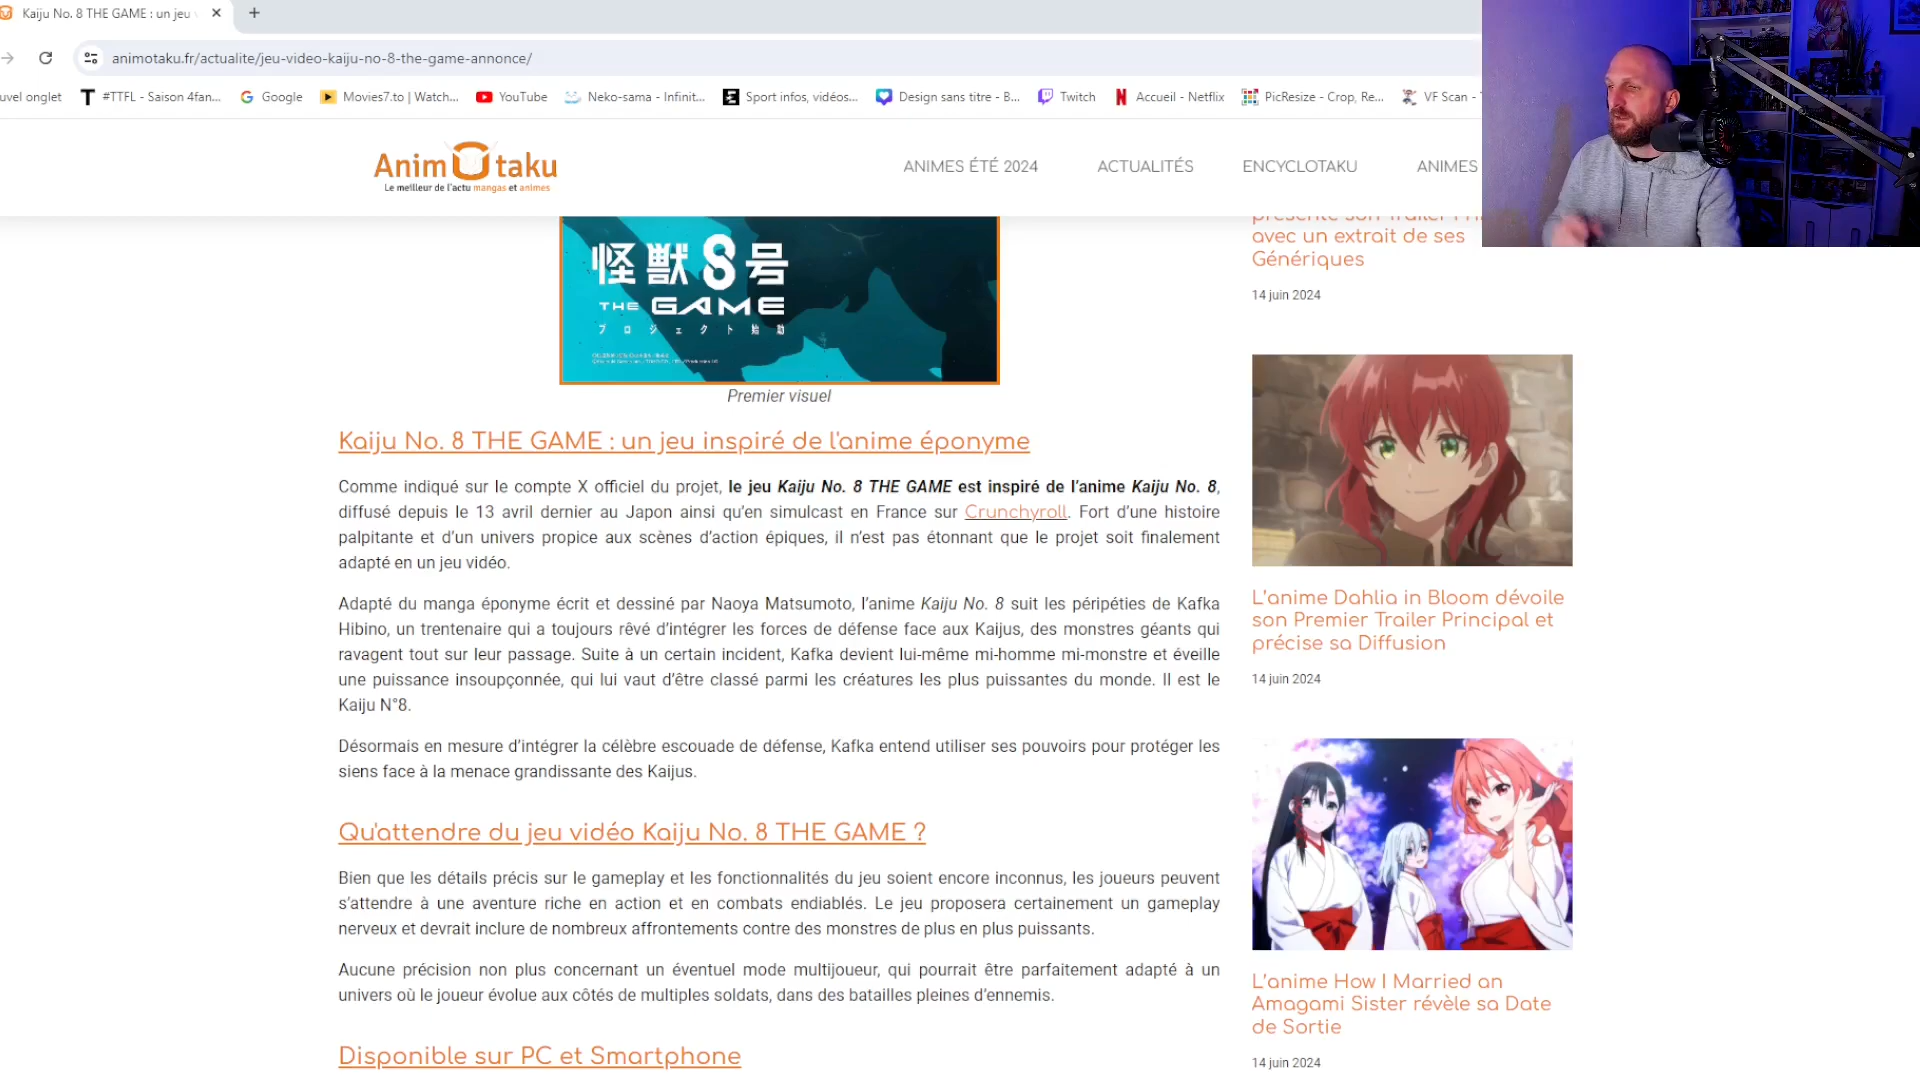 Kaiju No. 8 THE GAME : un jeu
animotaku.fr/actualite/jeu-video-kaiju-no-8-the-game-annonce/
uvel onglet
#TTFL - Saison 4fan...
Google
Movies7.to | Watch...
YouTube
Neko-sama - Infinit...
Sport infos, vidéos...
Design sans titre - B...
Twitch
Accueil - Netflix
PicResize - Crop, Re...
VF Scan -
AnimOtaku
Le meilleur de l'actu mangas et animes
ANIMES ÉTÉ 2024
ACTUALITÉS
ENCYCLOTAKU
ANIMES
怪獣8号
THE GAME
プロジェクト始動
Premier visuel
Kaiju No. 8 THE GAME : un jeu inspiré de l'anime éponyme
Comme indiqué sur le compte X officiel du projet, le jeu Kaiju No. 8 THE GAME est inspiré de l’anime Kaiju No. 8,
diffusé depuis le 13 avril dernier au Japon ainsi qu’en simulcast en France sur Crunchyroll. Fort d’une histoire
palpitante et d’un univers propice aux scènes d’action épiques, il n’est pas étonnant que le projet soit finalement
adapté en un jeu vidéo.
Adapté du manga éponyme écrit et dessiné par Naoya Matsumoto, l’anime Kaiju No. 8 suit les péripéties de Kafka
Hibino, un trentenaire qui a toujours rêvé d’intégrer les forces de défense face aux Kaijus, des monstres géants qui
ravagent tout sur leur passage. Suite à un certain incident, Kafka devient lui-même mi-homme mi-monstre et éveille
une puissance insoupçonnée, qui lui vaut d’être classé parmi les créatures les plus puissantes du monde. Il est le
Kaiju N°8.
Désormais en mesure d’intégrer la célèbre escouade de défense, Kafka entend utiliser ses pouvoirs pour protéger les
siens face à la menace grandissante des Kaijus.
Qu'attendre du jeu vidéo Kaiju No. 8 THE GAME ?
Bien que les détails précis sur le gameplay et les fonctionnalités du jeu soient encore inconnus, les joueurs peuvent
s’attendre à une aventure riche en action et en combats endiablés. Le jeu proposera certainement un gameplay
nerveux et devrait inclure de nombreux affrontements contre des monstres de plus en plus puissants.
Aucune précision non plus concernant un éventuel mode multijoueur, qui pourrait être parfaitement adapté à un
univers où le joueur évolue aux côtés de multiples soldats, dans des batailles pleines d’ennemis.
Disponible sur PC et Smartphone
présente son Trailer
avec un extrait de ses
Génériques
14 juin 2024
L’anime Dahlia in Bloom dévoile
son Premier Trailer Principal et
précise sa Diffusion
14 juin 2024
L’anime How I Married an
Amagami Sister révèle sa Date
de Sortie
14 juin 2024